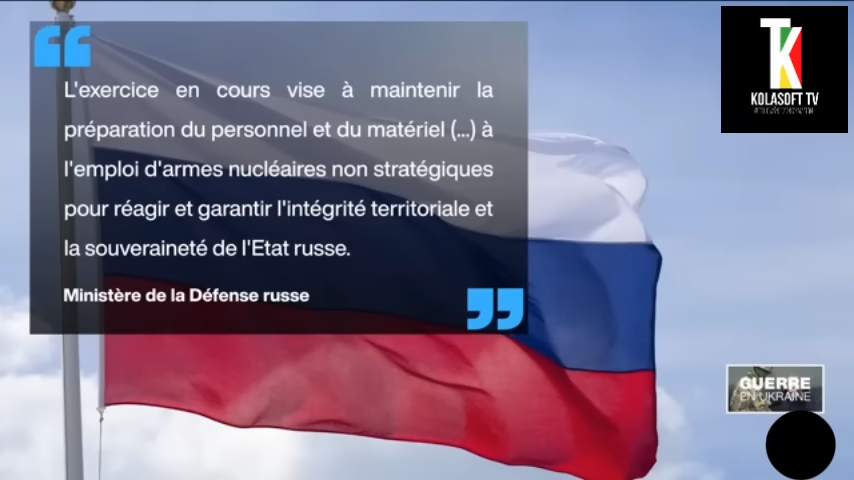 L'exercice en cours vise à maintenir la
préparation du personnel et du matériel (...) à
l'emploi d'armes nucléaires non stratégiques
pour réagir et garantir l'intégrité territoriale et
la souveraineté de l'Etat russe.
Ministère de la Défense russe
TK
KOLASOFT TV
GUERRE
EN UKRAINE